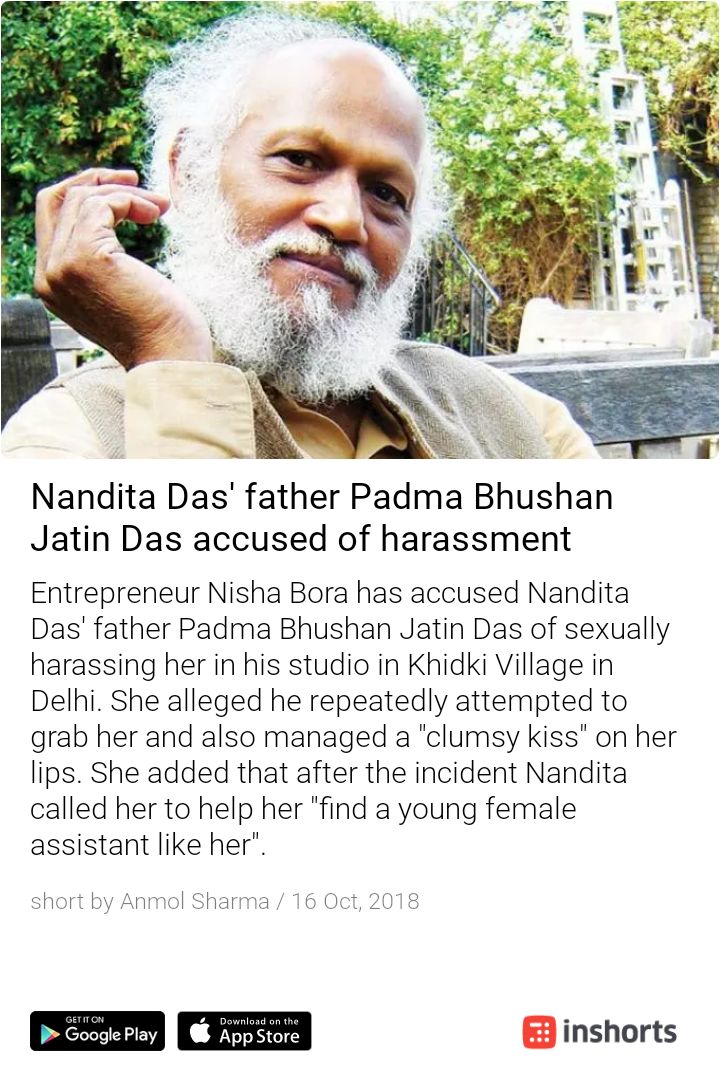 Nandita Das' father Padma Bhushan
Jatin Das accused of harassment
Entrepreneur Nisha Bora has accused Nandita
Das' father Padma Bhushan Jatin Das of sexually
harassing her in his studio in Khidki Village in
Delhi. She alleged he repeatedly attempted to
grab her and also managed a "clumsy kiss" on her
lips. She added that after the incident Nandita
called her to help her "find a young female
assistant like her".
short by Anmol Sharma / 16 Oct, 2018
GET IT ON
Google Play
Download on the
App Store
inshorts